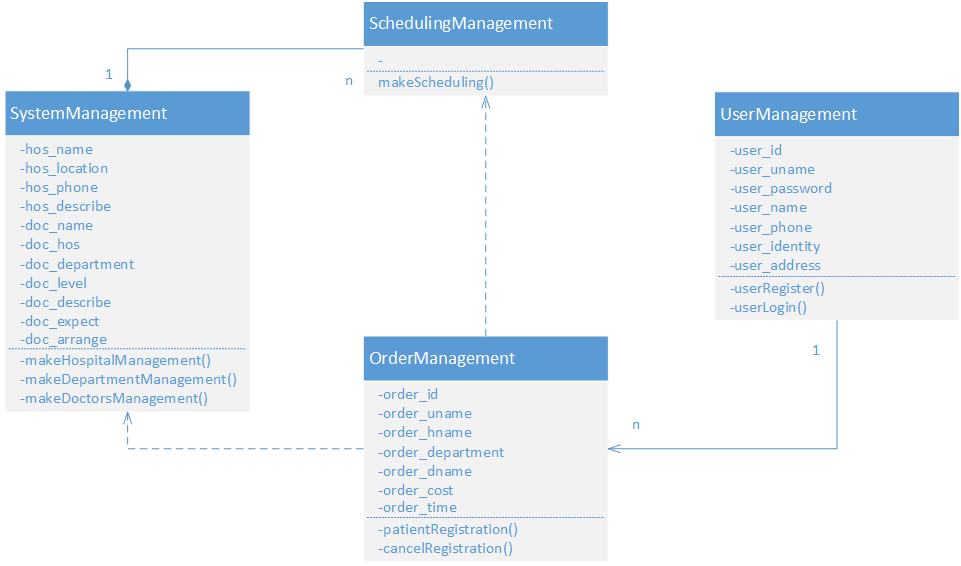 SchedulingManagement
-
makeScheduling()
1
n
SystemManagement
-hos_name
-hos_location
-hos_phone
-hos_describe
-doc_name
-doc_hos
-doc_department
-doc_level
-doc_describe
-doc_expect
-doc_arrange
-makeHospitalManagement()
-makeDepartmentManagement()
-makeDoctorsManagement()
UserManagement
-user_id
-user_uname
-user_password
-user_name
-user_phone
-user_identity
-user_address
-userRegister()
-userLogin()
1
n
OrderManagement
-order_id
-order_uname
-order_hname
-order_department
-order_dname
-order_cost
-order_time
-patientRegistration()
-cancelRegistration()